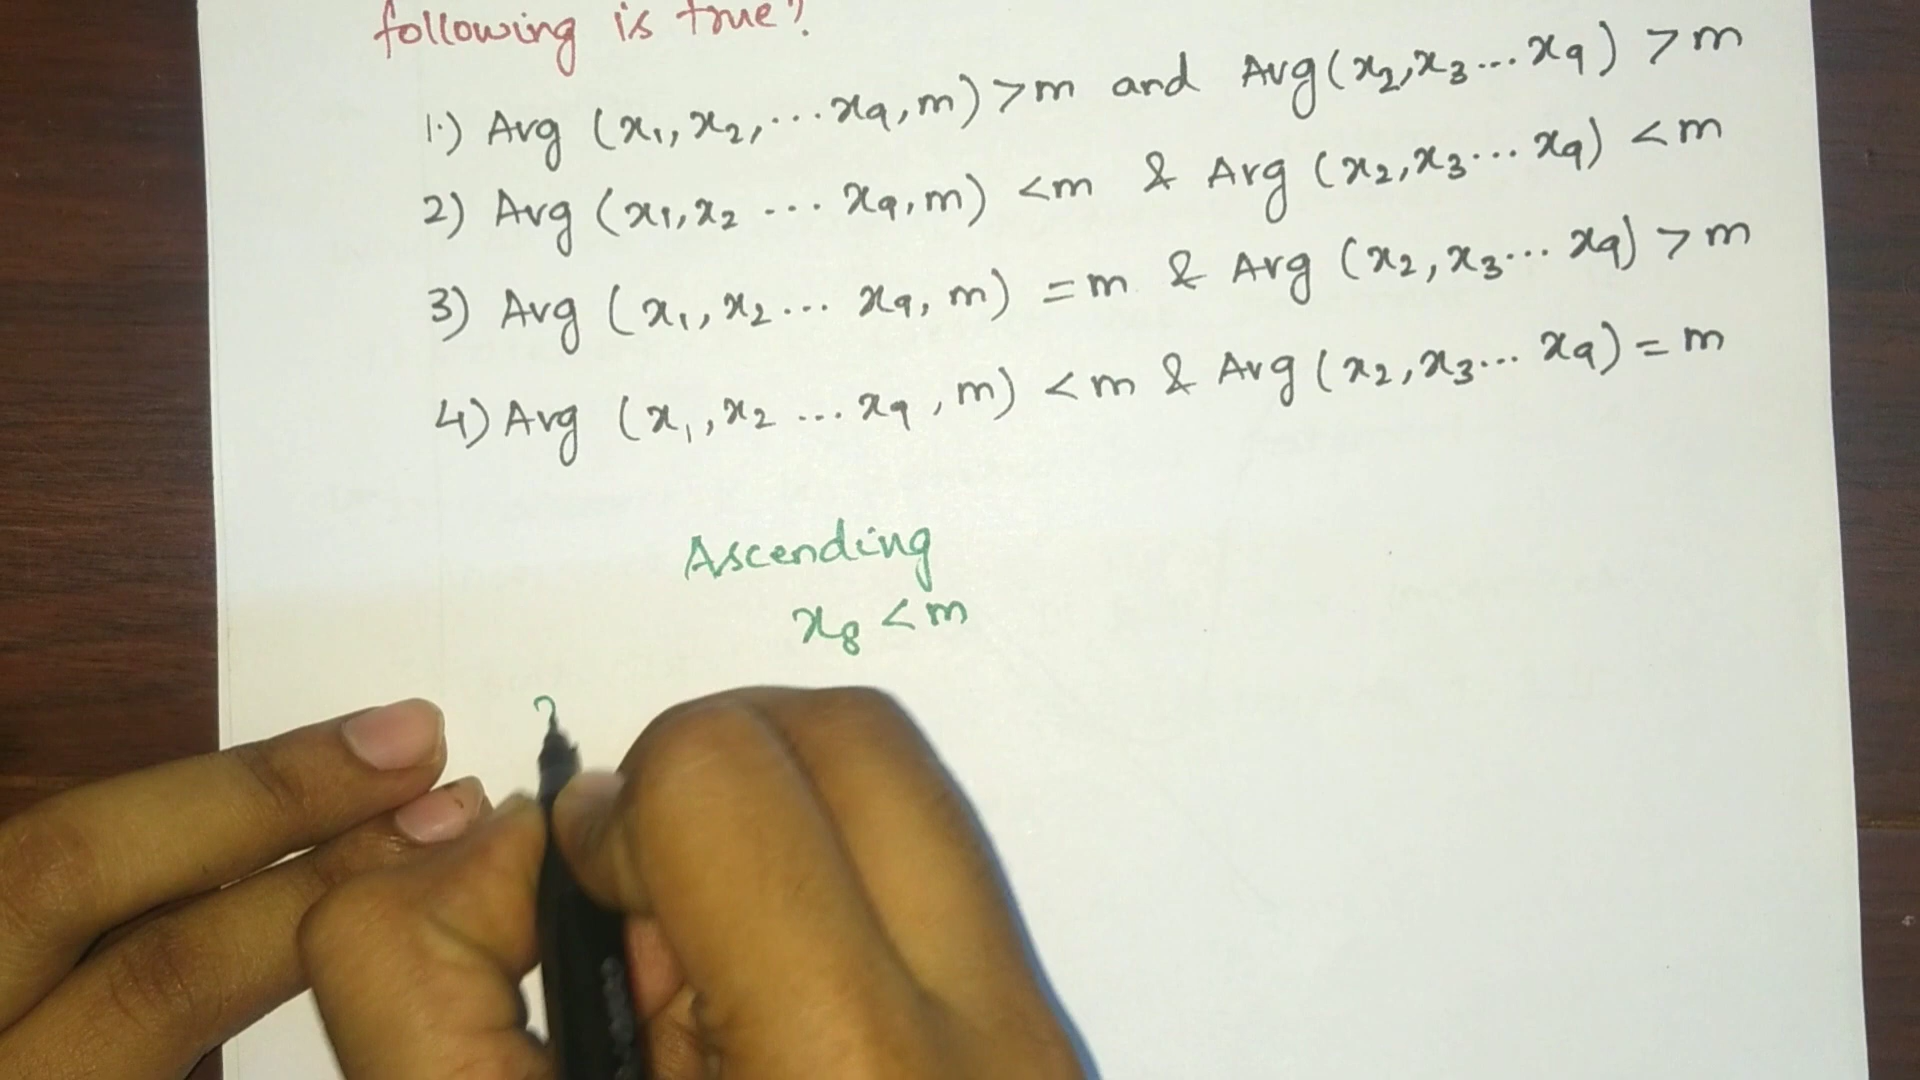 following is true?
1.) Avg (x₁, x₂, ... x₉, m) > m and Avg (x₂, x₃ ... x₉) > m
2) Avg (x₁, x₂ ... x₉, m) < m & Avg (x₂, x₃ ... x₉) < m
3) Avg (x₁, x₂ ... x₉, m) = m & Avg (x₂, x₃ ... x₉) > m
4) Avg (x₁, x₂ ... x₉, m) < m & Avg (x₂, x₃ ... x₉) = m
Ascending
x₈ < m